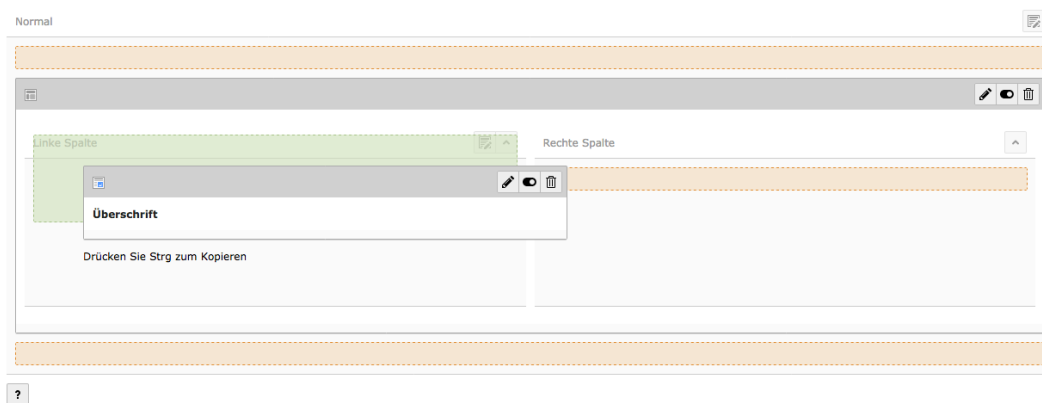 Normal
Linke Spalte
Rechte Spalte
Überschrift
Drücken Sie Strg zum Kopieren
?